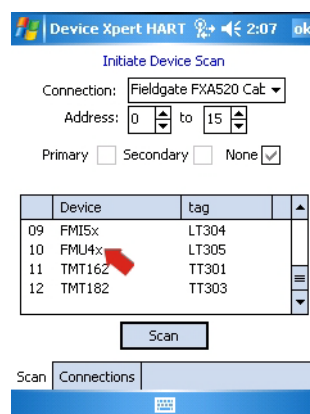 Device Xpert HART 2:07 ok
Initiate Device Scan
Connection: Fieldgate FXA520 Cab
Address: 0 to 15
Primary Secondary None
Device tag
09 FMI5x LT304
10 FMU4x LT305
11 TMT162 TT301
12 TMT182 TT303
Scan
Scan Connections